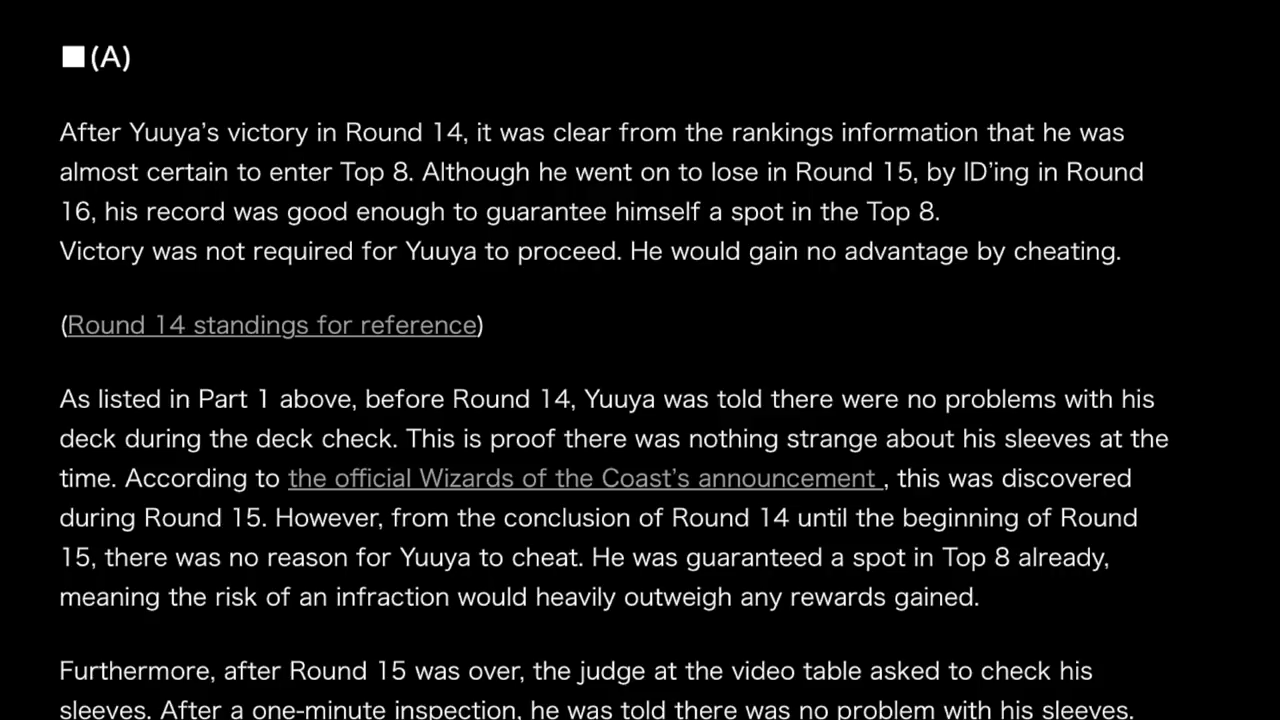 ■(A)
After Yuuya’s victory in Round 14, it was clear from the rankings information that he was
almost certain to enter Top 8. Although he went on to lose in Round 15, by ID’ing in Round
16, his record was good enough to guarantee himself a spot in the Top 8.
Victory was not required for Yuuya to proceed. He would gain no advantage by cheating.
(Round 14 standings for reference)
As listed in Part 1 above, before Round 14, Yuuya was told there were no problems with his
deck during the deck check. This is proof there was nothing strange about his sleeves at the
time. According to the official Wizards of the Coast’s announcement , this was discovered
during Round 15. However, from the conclusion of Round 14 until the beginning of Round
15, there was no reason for Yuuya to cheat. He was guaranteed a spot in Top 8 already,
meaning the risk of an infraction would heavily outweigh any rewards gained.
Furthermore, after Round 15 was over, the judge at the video table asked to check his
sleeves. After a one-minute inspection, he was told there was no problem with his sleeves,